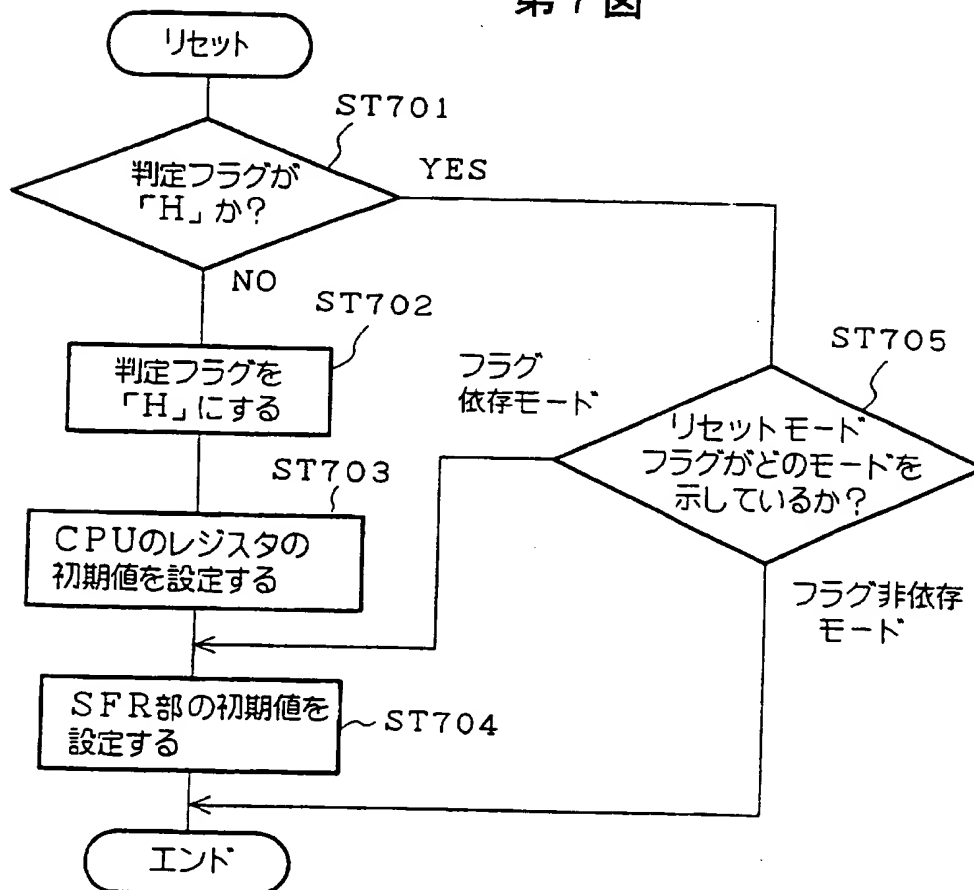 第7図
リセット
ST701
判定フラグが
「H」か?
YES
NO
ST702
判定フラグを
「H」にする
ST703
CPUのレジスタの
初期値を設定する
SFR部の初期値を
設定する
ST704
エンド
フラグ
依存モード
ST705
リセットモード
フラグがどのモードを
示しているか?
フラグ非依存
モード